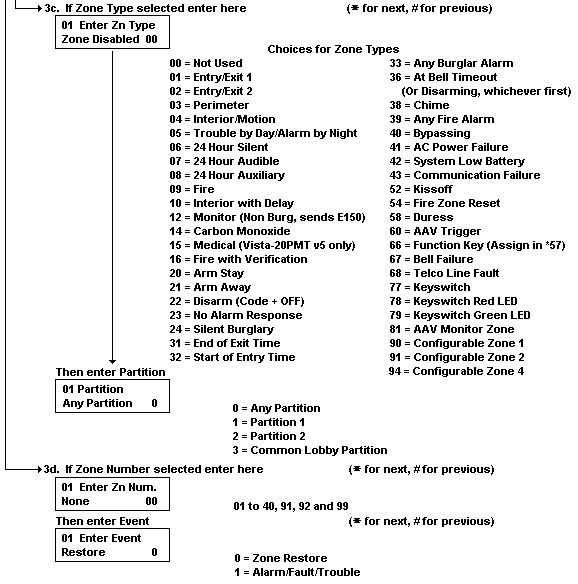 3c. If Zone Type selected enter here (* for next, # for previous)
01 Enter Zn Type
Zone Disabled 00
Choices for Zone Types
00 = Not Used
01 = Entry/Exit 1
02 = Entry/Exit 2
03 = Perimeter
04 = Interior/Motion
05 = Trouble by Day/Alarm by Night
06 = 24 Hour Silent
07 = 24 Hour Audible
08 = 24 Hour Auxiliary
09 = Fire
10 = Interior with Delay
12 = Monitor (Non Burg, sends E150)
14 = Carbon Monoxide
15 = Medical (Vista-20PMT v5 only)
16 = Fire with Verification
20 = Arm Stay
21 = Arm Away
22 = Disarm (Code + OFF)
23 = No Alarm Response
24 = Silent Burglary
31 = End of Exit Time
32 = Start of Entry Time
33 = Any Burglar Alarm
36 = At Bell Timeout
(Or Disarming, whichever first)
38 = Chime
39 = Any Fire Alarm
40 = Bypassing
41 = AC Power Failure
42 = System Low Battery
43 = Communication Failure
52 = Kissoff
54 = Fire Zone Reset
58 = Duress
60 = AAV Trigger
66 = Function Key (Assign in *57)
67 = Bell Failure
68 = Telco Line Fault
77 = Keyswitch
78 = Keyswitch Red LED
79 = Keyswitch Green LED
81 = AAV Monitor Zone
90 = Configurable Zone 1
91 = Configurable Zone 2
94 = Configurable Zone 4
Then enter Partition
01 Partition
Any Partition 0
0 = Any Partition
1 = Partition 1
2 = Partition 2
3 = Common Lobby Partition
3d. If Zone Number selected enter here (* for next, # for previous)
01 Enter Zn Num.
None 00
01 to 40, 91, 92 and 99
Then enter Event (* for next, # for previous)
01 Enter Event
Restore 0
0 = Zone Restore
1 = Alarm/Fault/Trouble